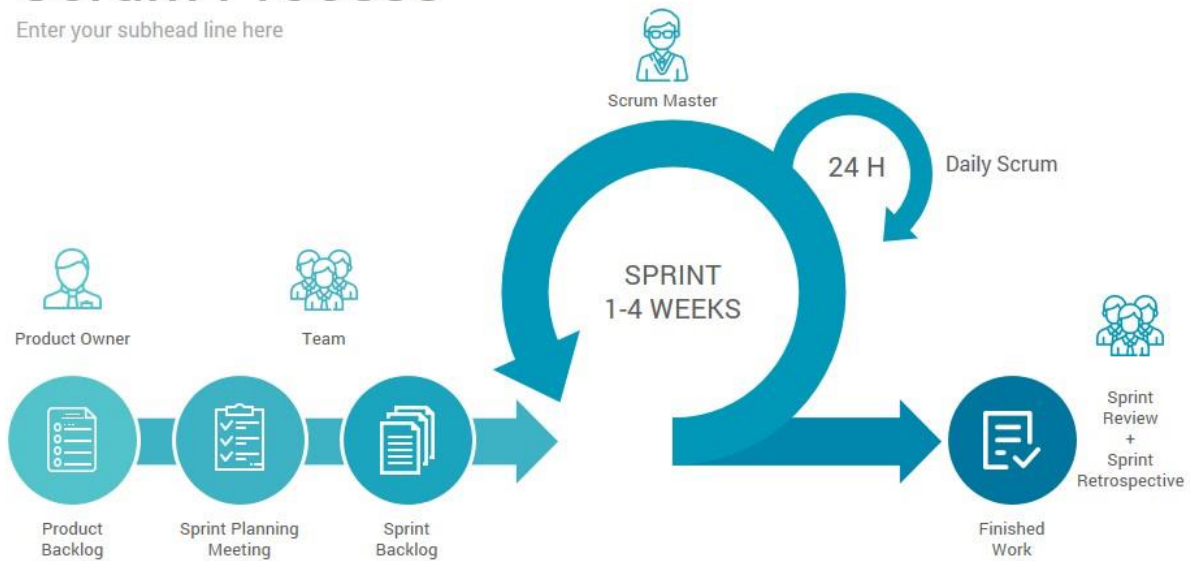 Enter your subhead line here
Scrum Master
24 H
Daily Scrum
SPRINT
1-4 WEEKS
Product Owner
Team
Sprint
Review
+
Sprint
Retrospective
Product
Backlog
Sprint Planning
Meeting
Sprint
Backlog
Finished
Work